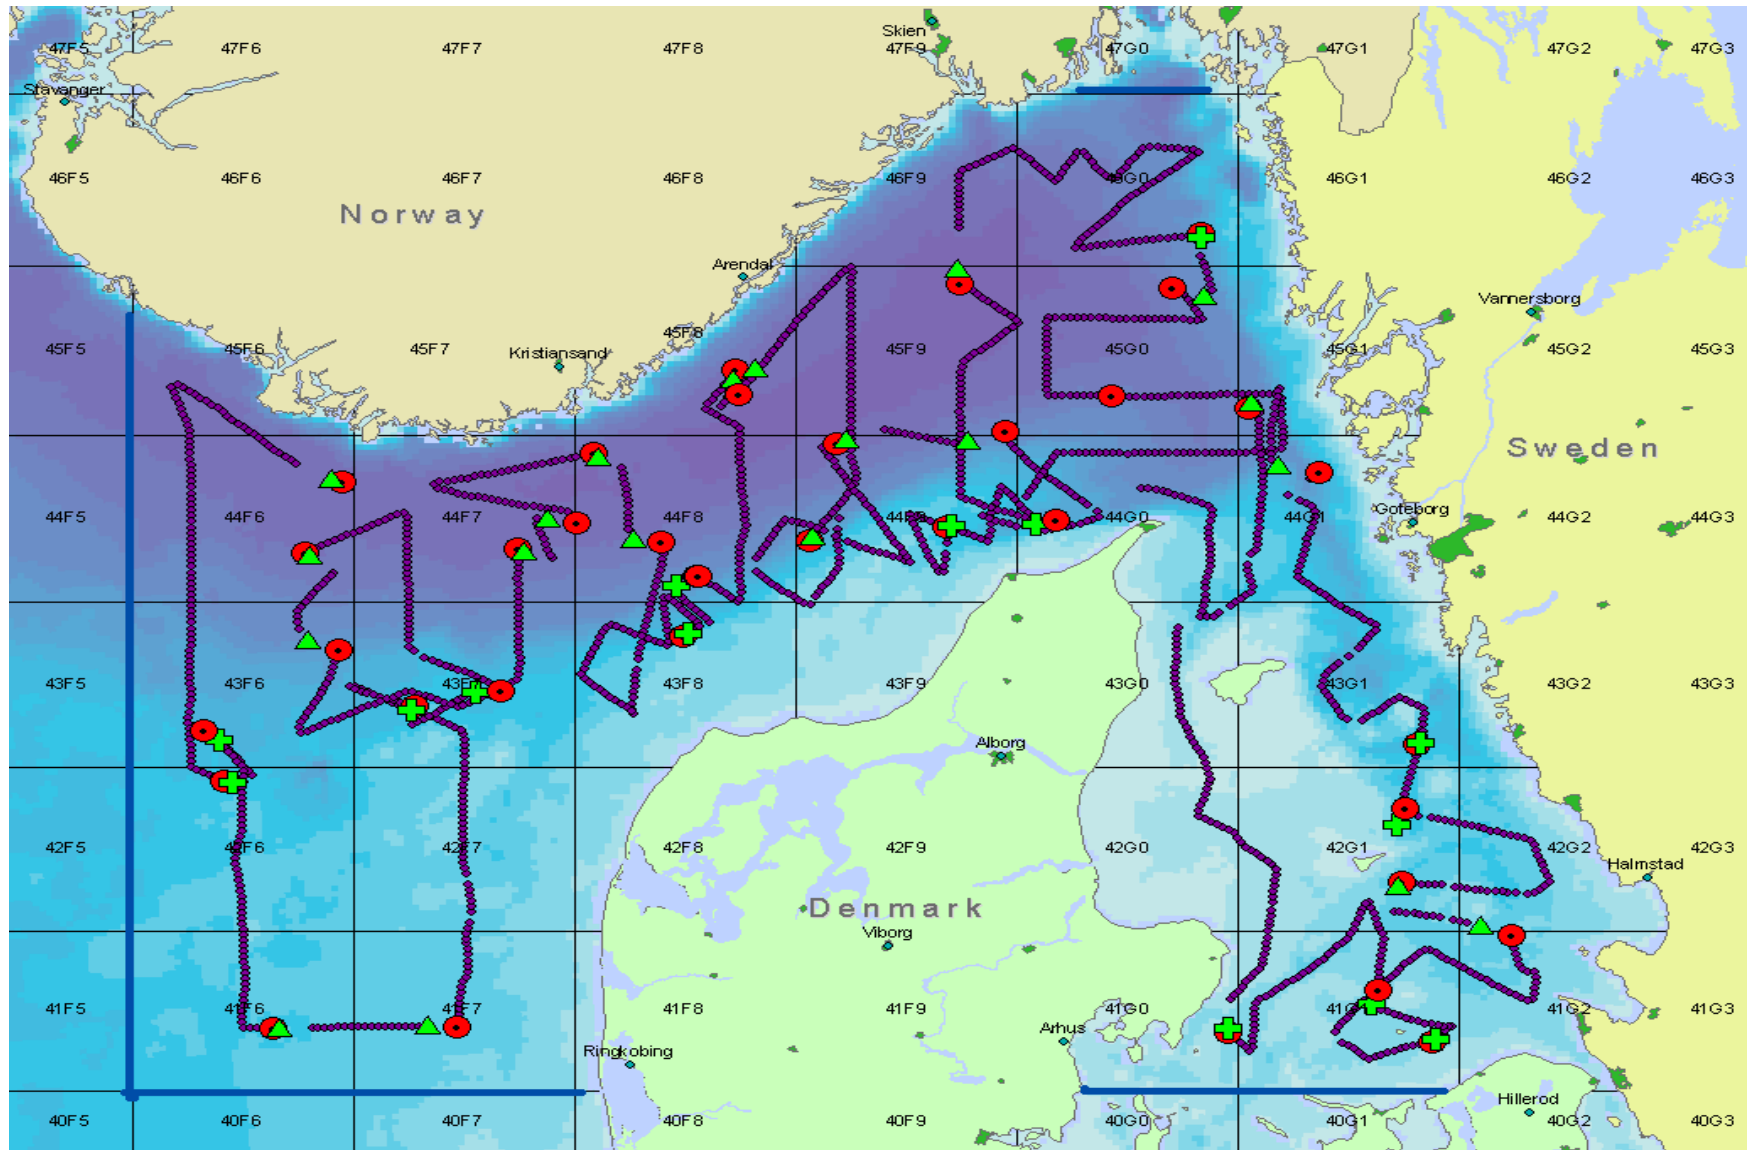 Skien
47F5 47F6 47F7 47F8 47F9 47G0 47G1 47G2 47G3
Stavanger
46F5 46F6 46F7 46F8 46F9 46G0 46G1 46G2 46G3
Norway
Arendal
Vannersborg
45F8
45F5 45F6 45F7 45F9 45G0 45G1 45G2 45G3
Kristiansand
Sweden
44F5 44F6 44F7 44F8 44F9 44G0 44G1 44G2 44G3
Goteborg
43F5 43F6 43F7 43F8 43F9 43G0 43G1 43G2 43G3
Alborg
42F5 42F6 42F7 42F8 42F9 42G0 42G1 42G2 42G3
Halmstad
Denmark
Viborg
41F5 41F6 41F7 41F8 41F9 41G0 41G1 41G2 41G3
Arhus
Ringkobing
Hillerod
40F5 40F6 40F7 40F8 40F9 40G0 40G1 40G2 40G3